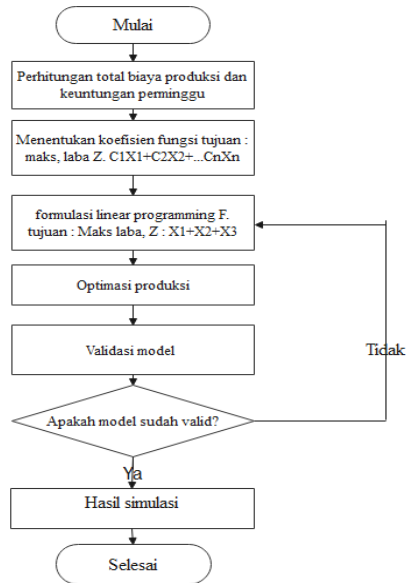 Mulai
Perhitungan total biaya produksi dan
keuntungan perminggu
Menentukan koefisien fungsi tujuan :
maks, laba Z. C1X1+C2X2+...CnXn
formulasi linear programming F.
tujuan : Maks laba, Z : X1+X2+X3
Optimasi produksi
Validasi model
Tidak
Apakah model sudah valid?
Ya
Hasil simulasi
Selesai